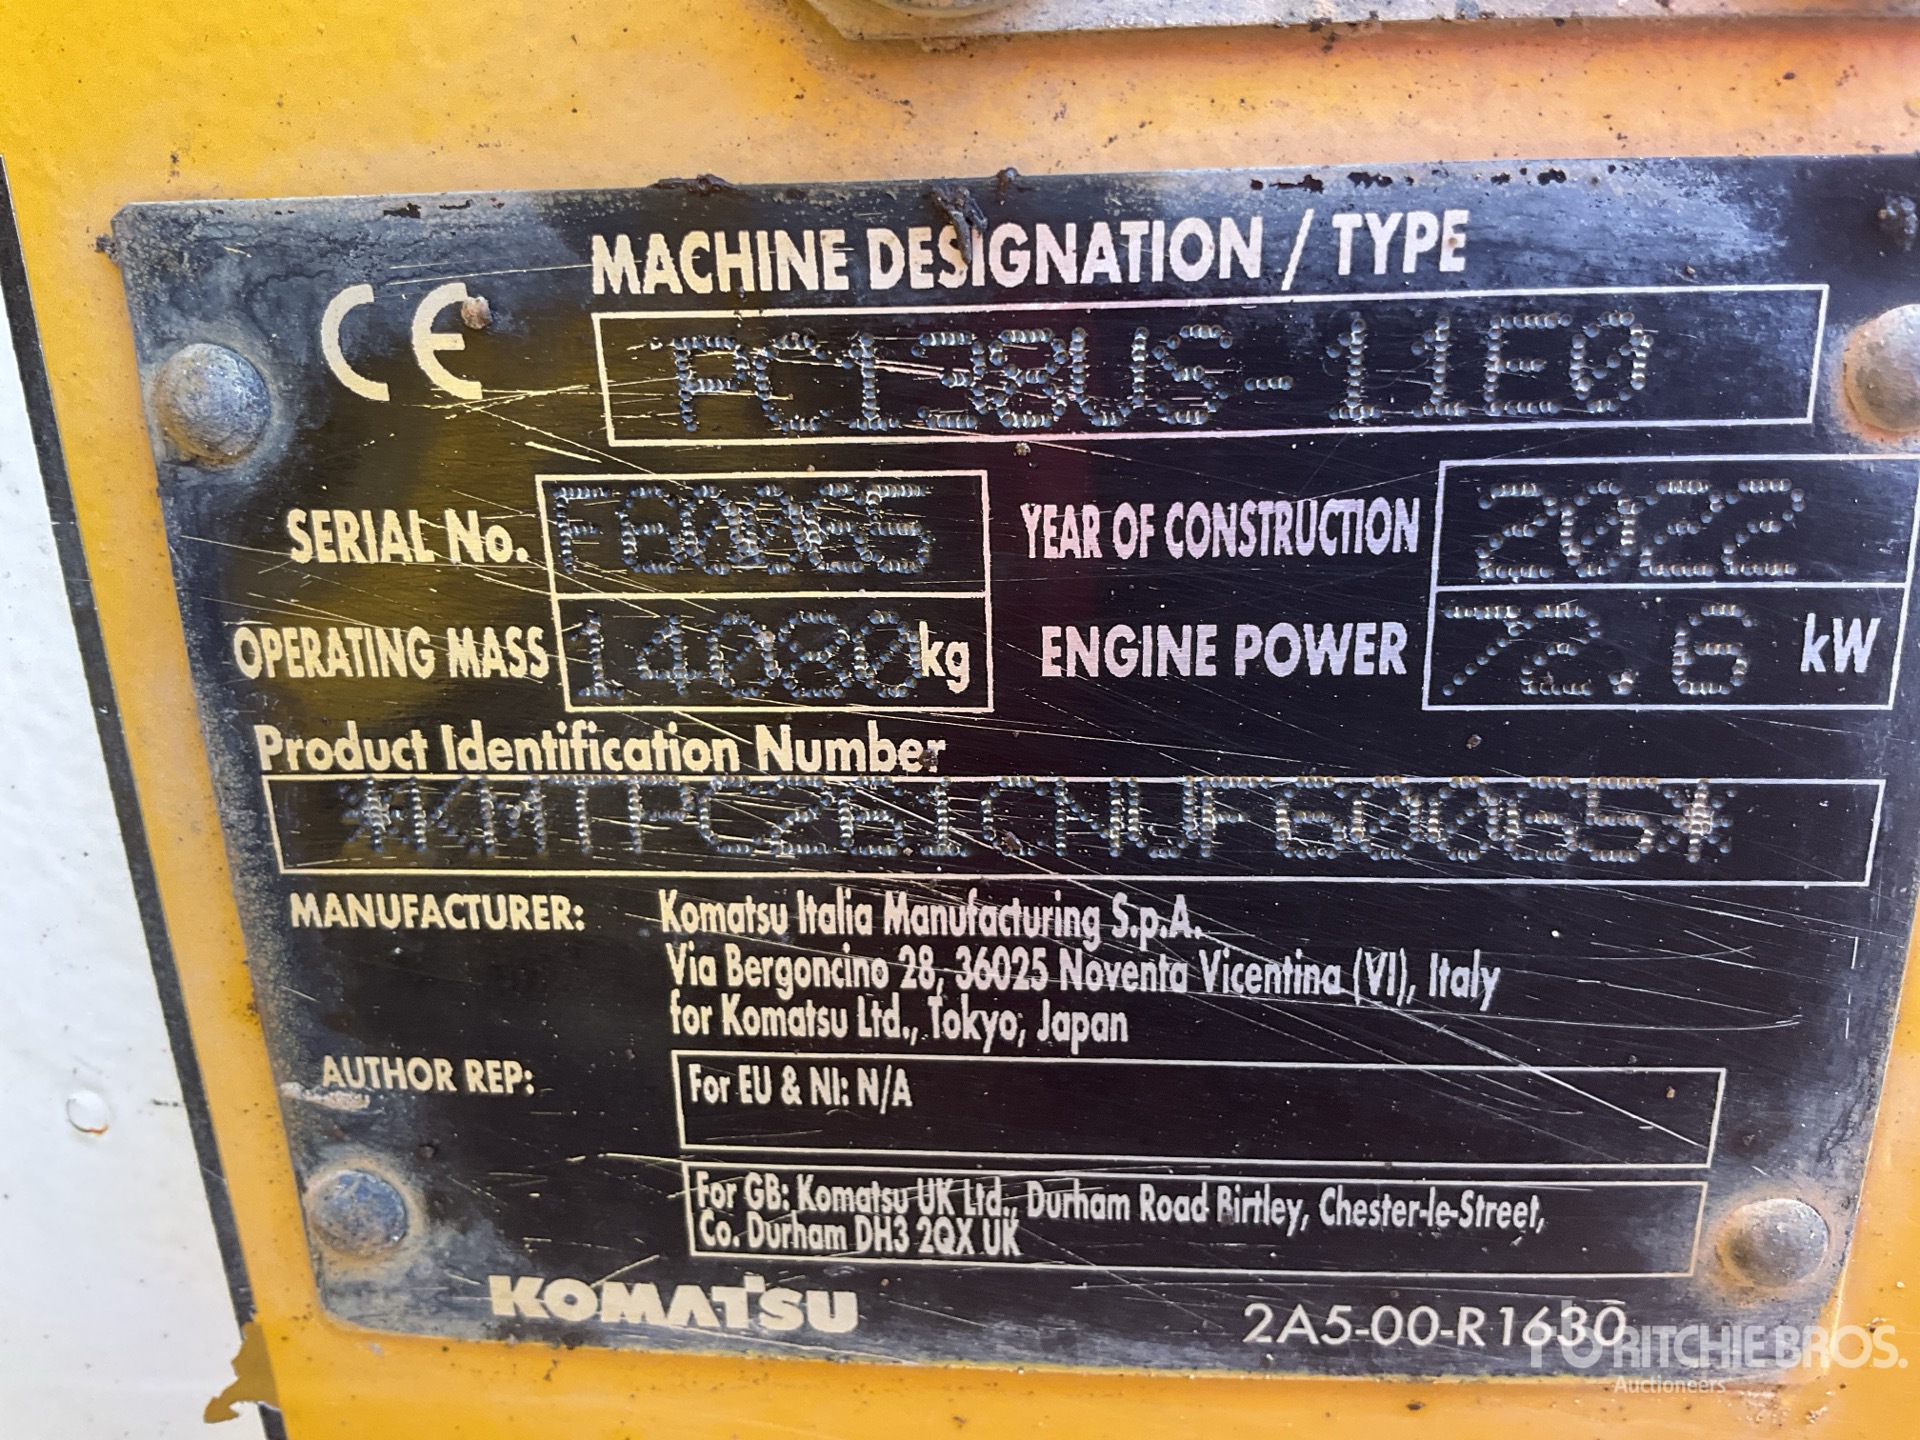 CE
MACHINE DESIGNATION / TYPE
PC138US-11E0
SERIAL No. F60065
YEAR OF CONSTRUCTION 2022
OPERATING MASS 14080 kg
ENGINE POWER 72.6 kW
Product Identification Number
*KMTPC261CNUF60065*
MANUFACTURER: Komatsu Italia Manufacturing S.p.A.
Via Bergoncino 28, 36025 Noventa Vicentina (VI), Italy
for Komatsu Ltd., Tokyo, Japan
AUTHOR REP: For EU & NI: N/A
For GB: Komatsu UK Ltd., Durham Road Birtley, Chester-le-Street,
Co. Durham DH3 2QX UK
KOMATSU
2A5-00-R1630
RITCHIE BROS.
Auctioneers